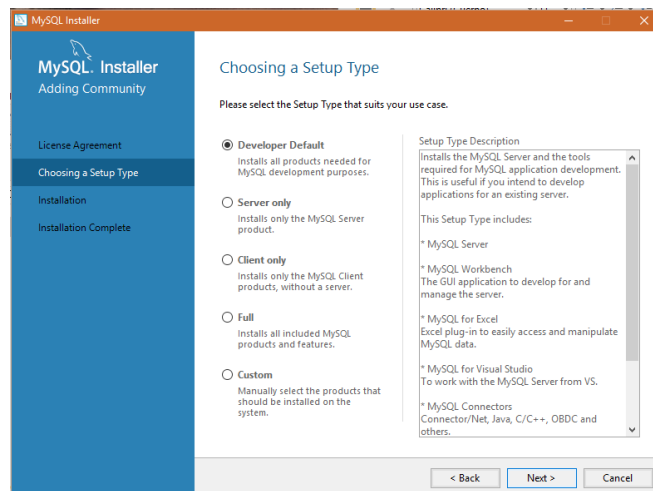 MySQL Installer
MySQL. Installer
Adding Community
License Agreement
Choosing a Setup Type
Installation
Installation Complete
Choosing a Setup Type
Please select the Setup Type that suits your use case.
Developer Default
Installs all products needed for
MySQL development purposes.
Server only
Installs only the MySQL Server
product.
Client only
Installs only the MySQL Client
products, without a server.
Full
Installs all included MySQL
products and features.
Custom
Manually select the products that
should be installed on the
system.
Setup Type Description
Installs the MySQL Server and the tools
required for MySQL application development.
This is useful if you intend to develop
applications for an existing server.
This Setup Type includes:
* MySQL Server
* MySQL Workbench
The GUI application to develop for and
manage the server.
* MySQL for Excel
Excel plug-in to easily access and manipulate
MySQL data.
* MySQL for Visual Studio
To work with the MySQL Server from VS.
* MySQL Connectors
Connector/Net, Java, C/C++, OBDC and
others.
< Back
Next >
Cancel